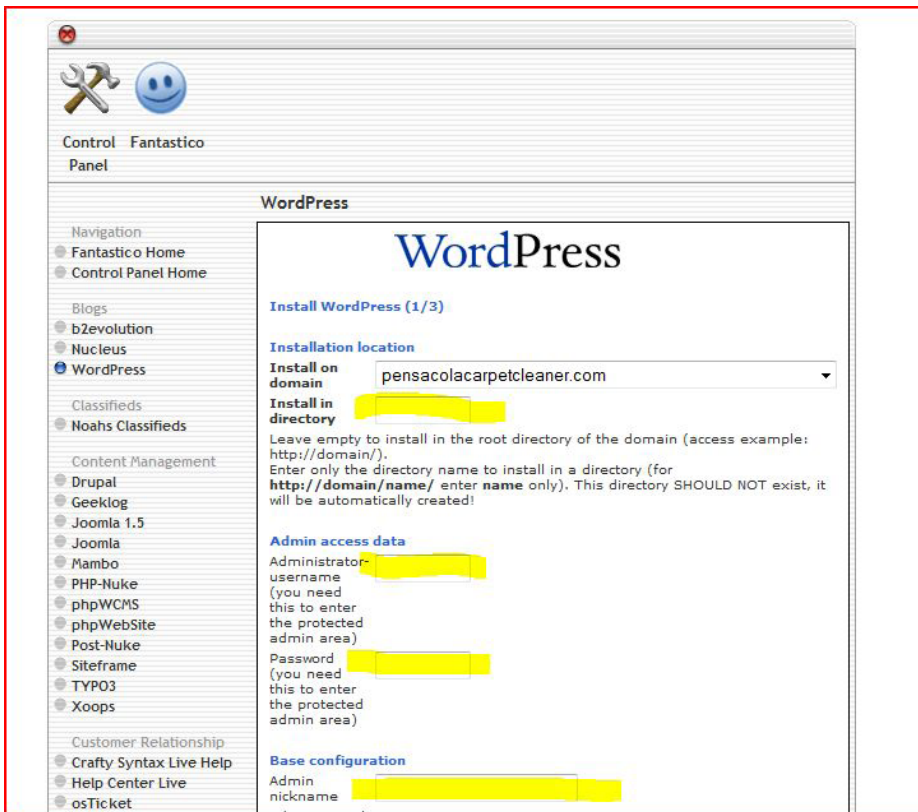 Control Fantastico
Panel
WordPress
Navigation
Fantastico Home
Control Panel Home
Blogs
b2evolution
Nucleus
WordPress
Classifieds
Noahs Classifieds
Content Management
Drupal
Geeklog
Joomla 1.5
Joomla
Mambo
PHP-Nuke
phpWCMS
phpWebSite
Post-Nuke
Siteframe
TYPO3
Xoops
Customer Relationship
Crafty Syntax Live Help
Help Center Live
osTicket
WordPress
Install WordPress (1/3)
Installation location
Install on
domain
pensacolacarpetcleaner.com
Install in
directory
Leave empty to install in the root directory of the domain (access example:
http://domain/).
Enter only the directory name to install in a directory (for
http://domain/name/ enter name only). This directory SHOULD NOT exist, it
will be automatically created!
Admin access data
Administrator-
username
(you need
this to enter
the protected
admin area)
Password
(you need
this to enter
the protected
admin area)
Base configuration
Admin
nickname